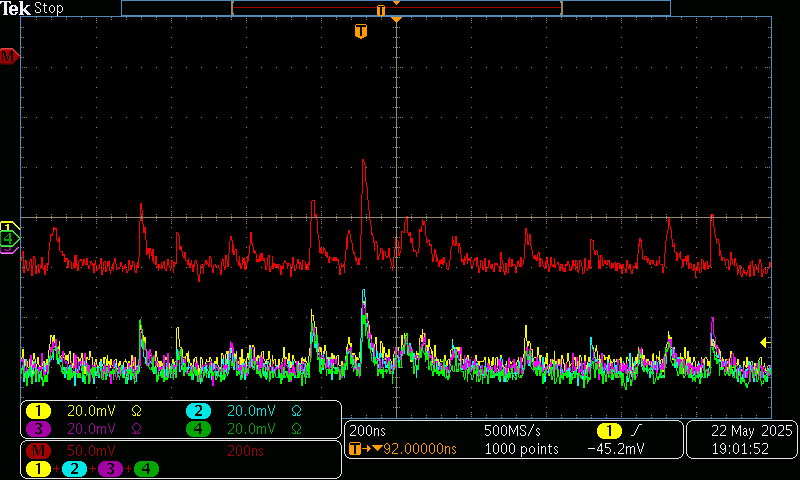 Tek Stop
T
T
M
1
4
1 20.0mV Ω 2 20.0mV Ω
3 20.0mV Ω 4 20.0mV Ω
M 50.0mV 200ns
1 + 2 + 3 + 4
200ns 500MS/s 1 22 May 2025
T 92.00000ns 1000 points -45.2mV 19:01:52